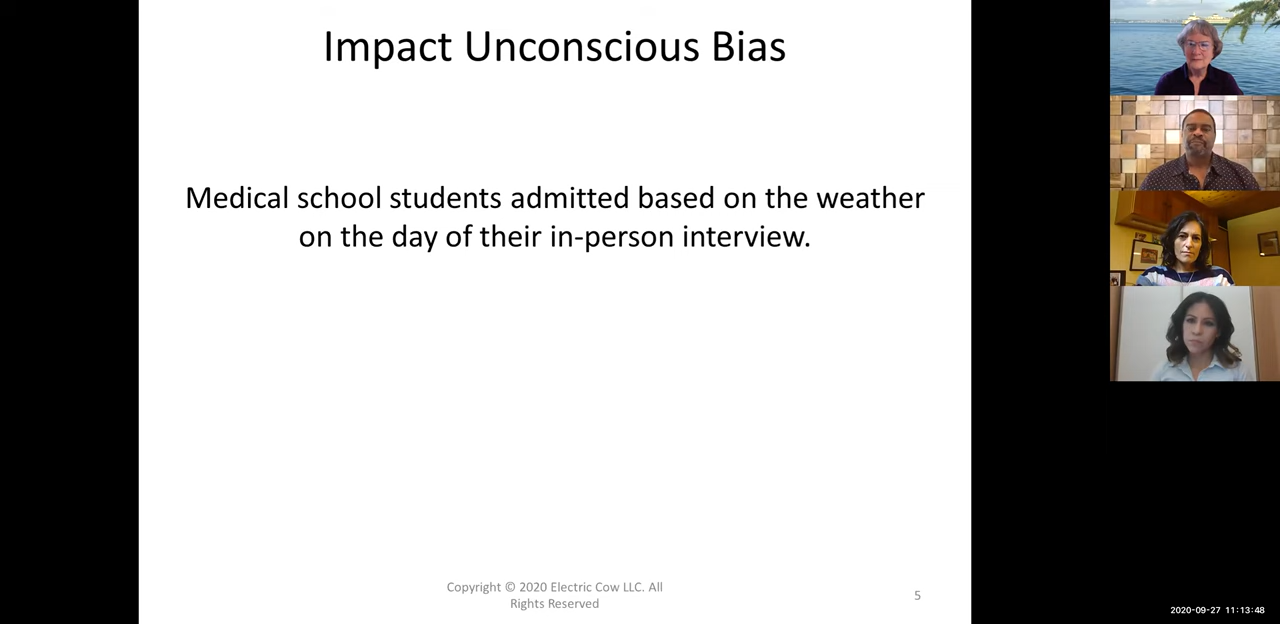 Impact Unconscious Bias
Medical school students admitted based on the weather
on the day of their in-person interview.
Copyright © 2020 Electric Cow LLC. All
Rights Reserved
5
2020-09-27 11:13:48